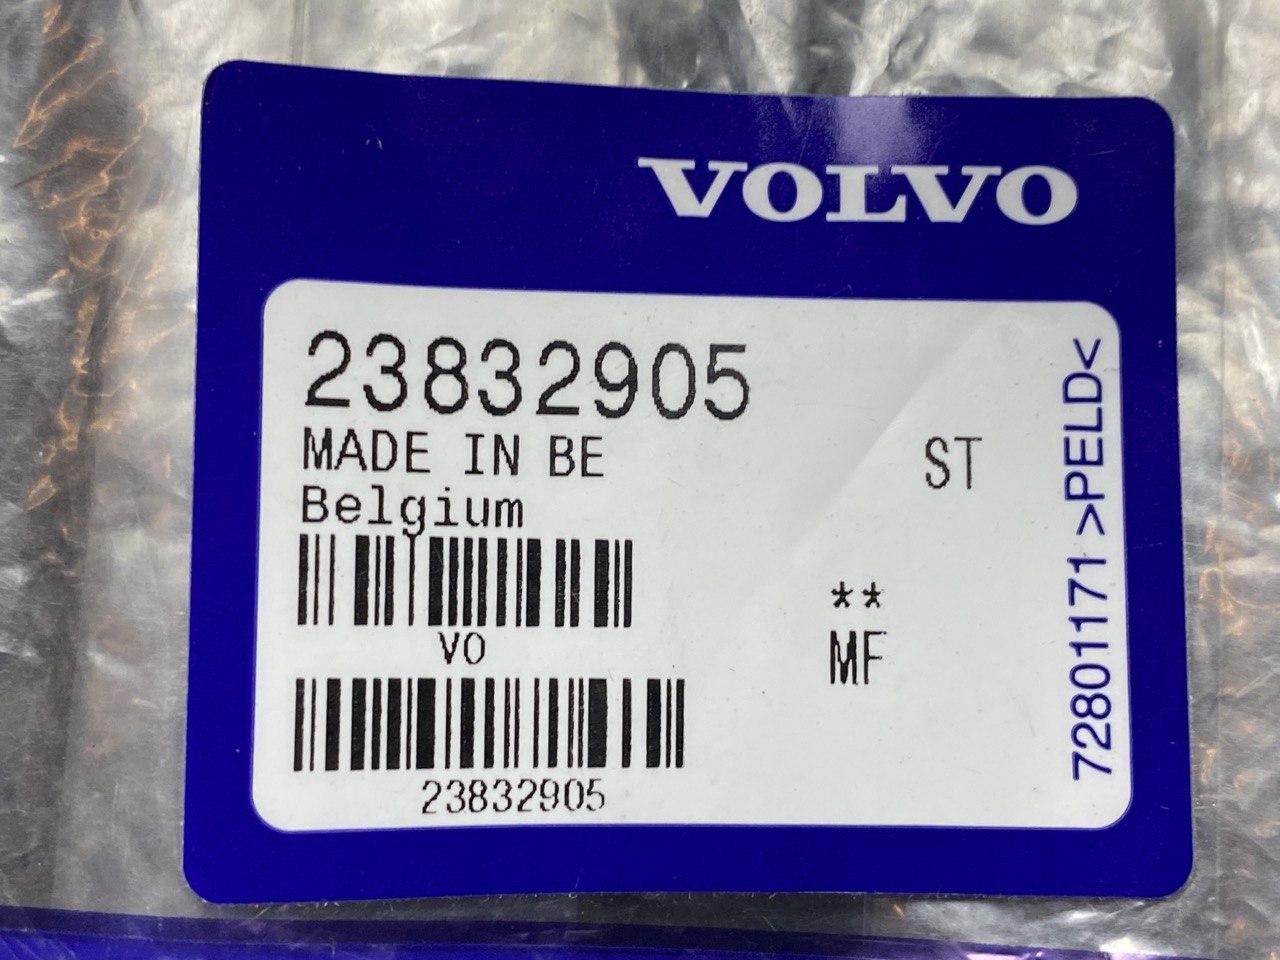 VOLVO
23832905
MADE IN BE
ST
Belgium
**
VO
MF
23832905
72801171 >PELD<